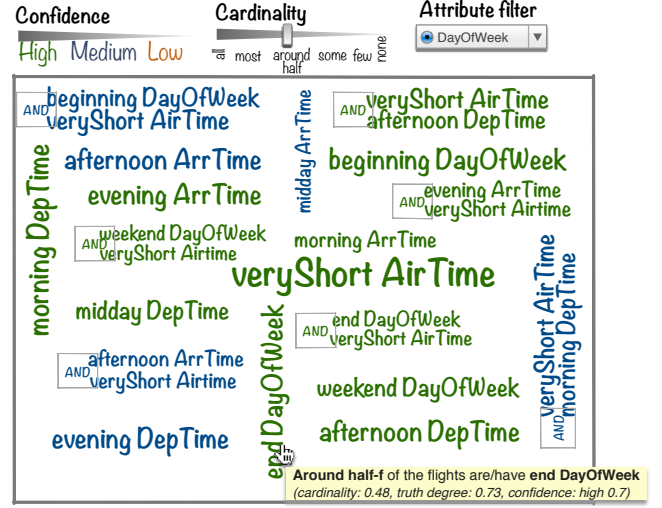 Confidence
High Medium Low
Cardinality
all most around half some few none
Attribute filter
DayOfWeek
AND beginning DayOfWeek
veryShort AirTime
midday ArrTime
AND veryShort AirTime
afternoon DepTime
afternoon ArrTime
beginning DayOfWeek
morning DepTime
evening ArrTime
AND evening ArrTime
veryShort Airtime
AND weekend DayOfWeek
veryShort Airtime
morning ArrTime
veryShort AirTime
midday DepTime
end DayOfWeek
AND end DayOfWeek
veryShort AirTime
AND veryShort AirTime
morning DepTime
AND afternoon ArrTime
veryShort Airtime
weekend DayOfWeek
evening DepTime
afternoon DepTime
Around half-f of the flights are/have end DayOfWeek
(cardinality: 0.48, truth degree: 0.73, confidence: high 0.7)